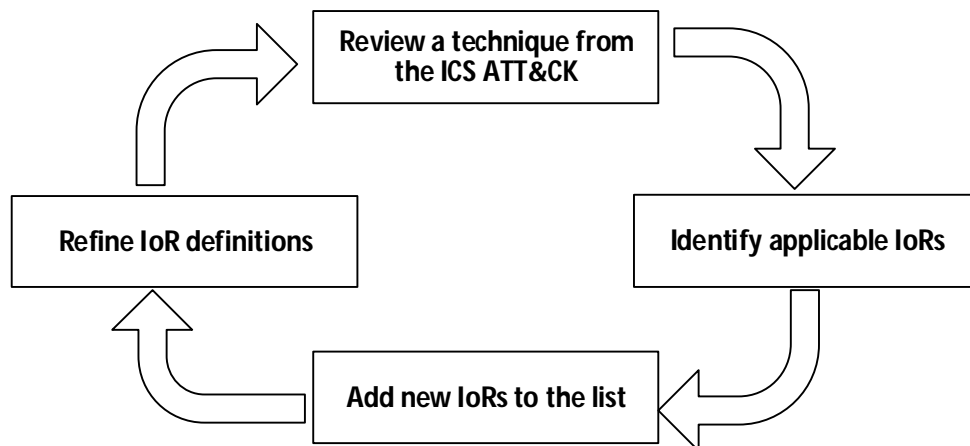 Review a technique from
the ICS ATT&CK
Identify applicable IoRs
Add new IoRs to the list
Refine IoR definitions